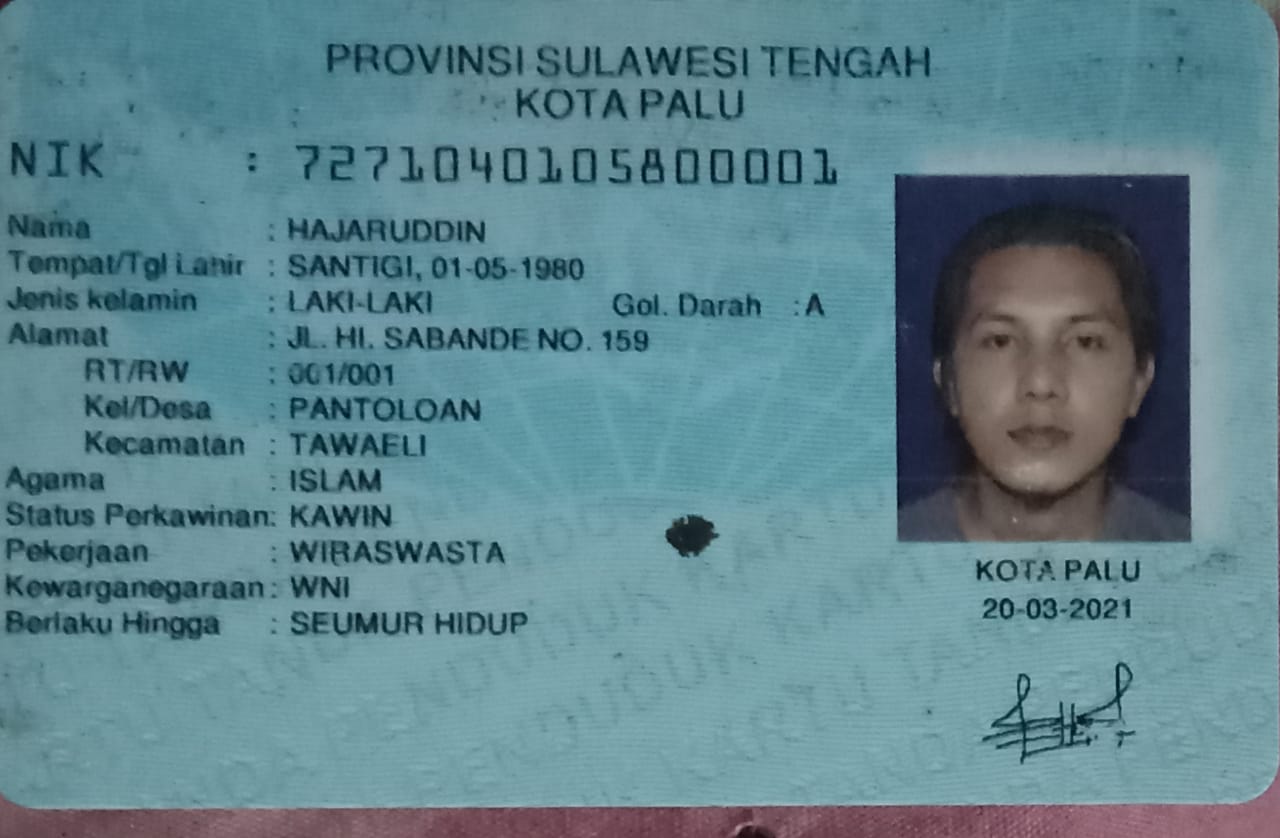 PROVINSI SULAWESI TENGAH
KOTA PALU
NIK : 7271040105800001
Nama : HAJARUDDIN
Tempat/Tgl Lahir : SANTIGI, 01-05-1980
Jenis kelamin : LAKI-LAKI Gol. Darah : A
Alamat : JL. HI. SABANDE NO. 159
RT/RW : 001/001
Kel/Desa : PANTOLOAN
Kecamatan : TAWAELI
Agama : ISLAM
Status Perkawinan: KAWIN
Pekerjaan : WIRASWASTA
Kewarganegaraan : WNI
Berlaku Hingga : SEUMUR HIDUP
KOTA PALU
20-03-2021